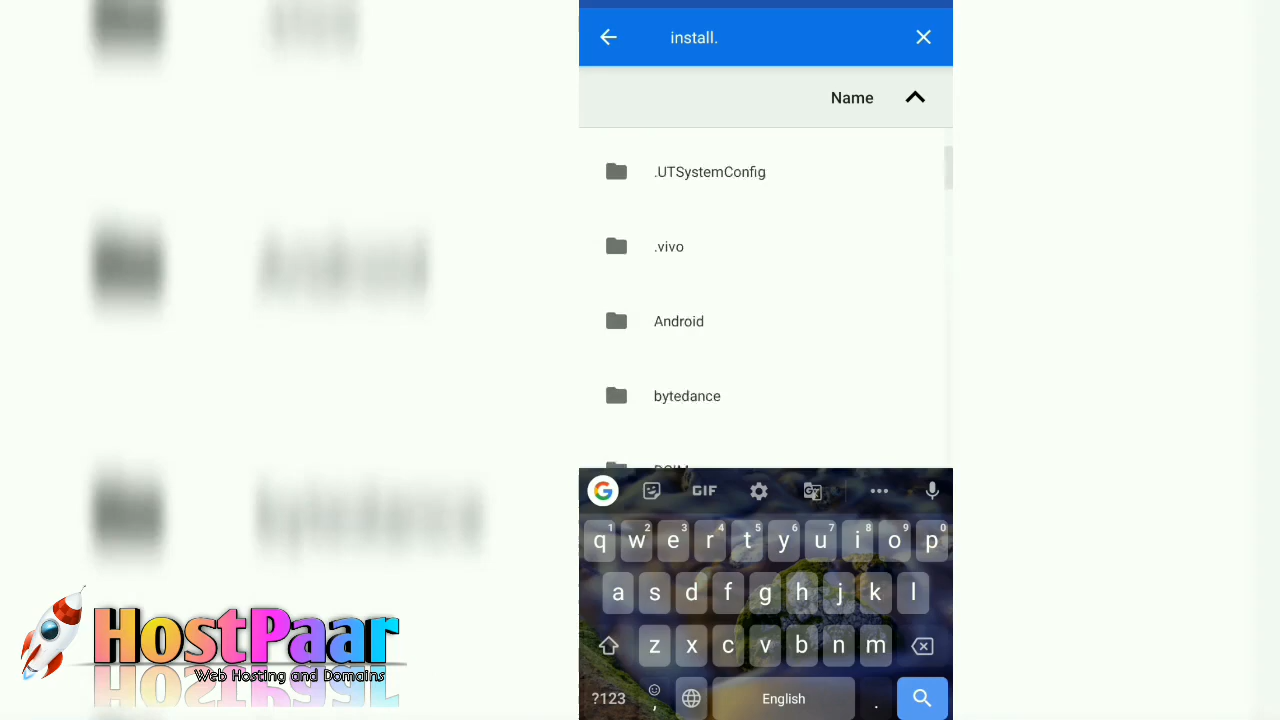 install.
Name
.UTSystemConfig
.vivo
Android
bytedance
DCIM
GIF
1 2 3 4 5 6 7 8 9 0
q w e r t y u i o p
a s d f g h j k l
z x c v b n m
?123 , English .
HostPaar
Web Hosting and Domains